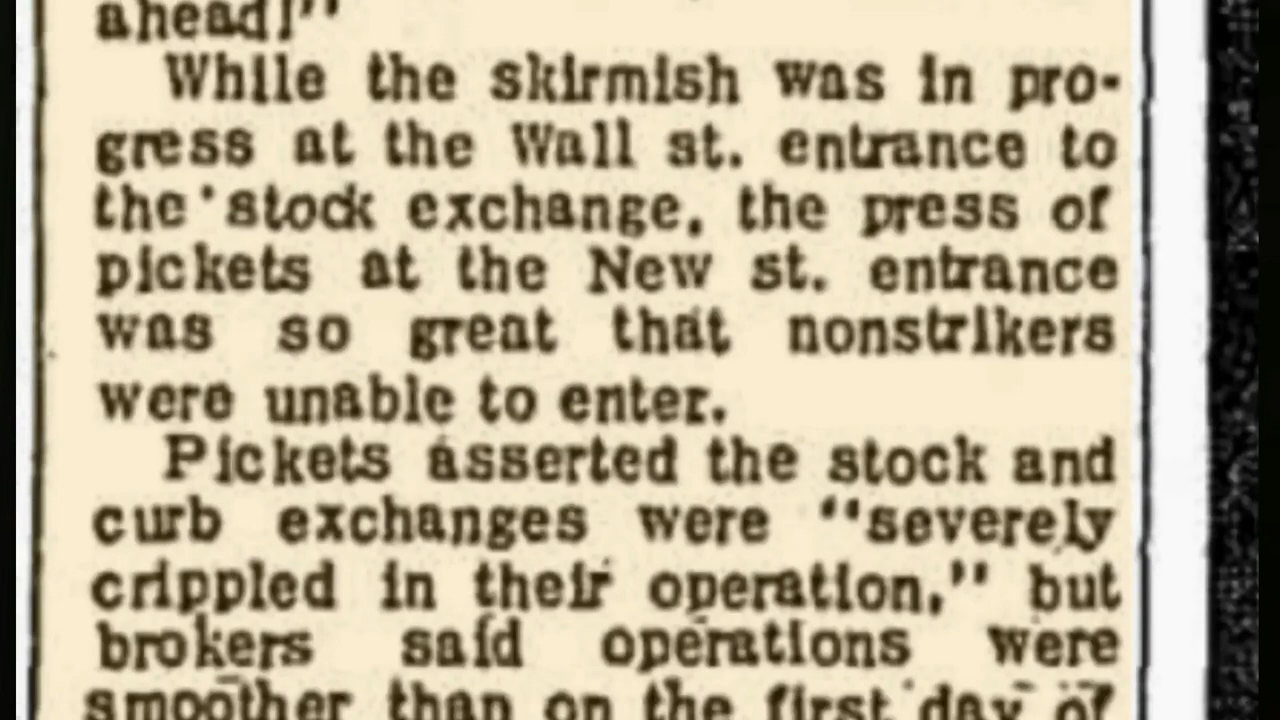 ahead!"
While the skirmish was in pro-
gress at the Wall st. entrance to
the stock exchange, the press of
pickets at the New st. entrance
was so great that nonstrikers
were unable to enter.
Pickets asserted the stock and
curb exchanges were "severely
crippled in their operation," but
brokers said operations were
smoother than on the first day of